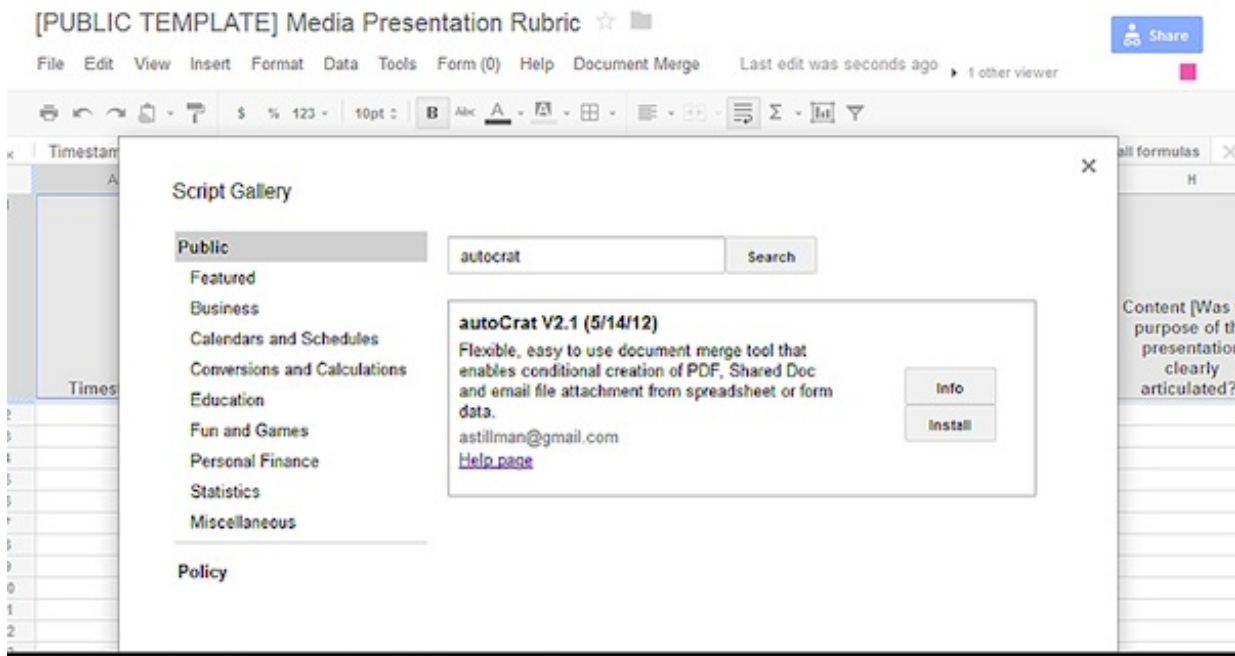 [PUBLIC TEMPLATE] Media Presentation Rubric
Share
File Edit View Insert Format Data Tools Form (0) Help Document Merge Last edit was seconds ago 1 other viewer
$ % 123 10pt B Abc A A Σ
Timestam all formulas
A H
Script Gallery
Public
Featured
Business
Calendars and Schedules
Conversions and Calculations
Education
Fun and Games
Personal Finance
Statistics
Miscellaneous
Policy
autocrat Search
autoCrat V2.1 (5/14/12)
Flexible, easy to use document merge tool that
enables conditional creation of PDF, Shared Doc
and email file attachment from spreadsheet or form
data.
astillman@gmail.com
Help page
Info
Install
Times
Content [Was
purpose of th
presentation
clearly
articulated?